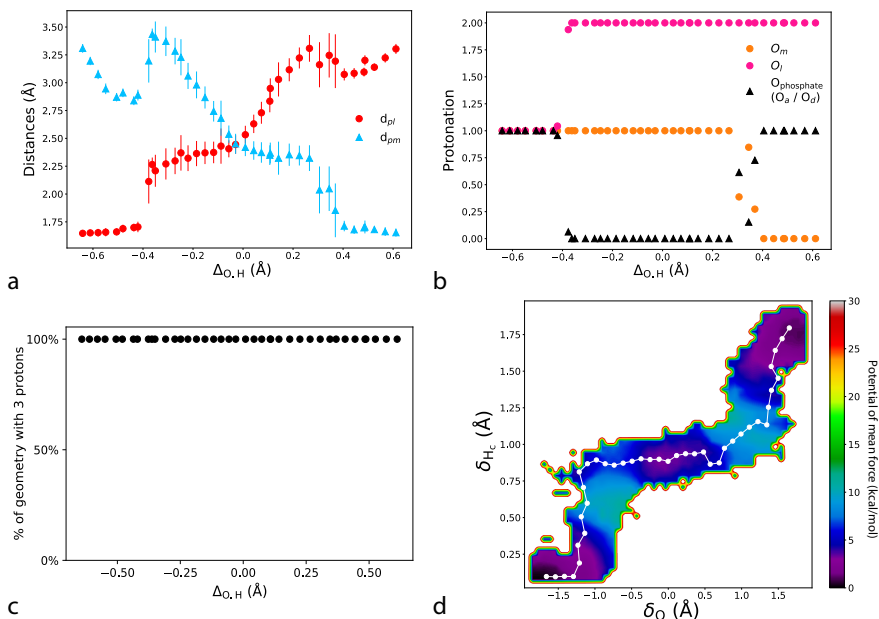 3.50
3.25
3.00
2.75
2.50
2.25
2.00
1.75
Distances (Å)
d_pl
d_pm
−0.6 −0.4 −0.2 0.0 0.2 0.4 0.6
Δ_O,H (Å)
a
2.00
1.75
1.50
1.25
1.00
0.75
0.50
0.25
0.00
Protonation
O_m
O_l
O_phosphate
(O_a / O_d)
−0.6 −0.4 −0.2 0.0 0.2 0.4 0.6
Δ_O,H (Å)
b
100%
50%
0%
% of geometry with 3 protons
−0.50 −0.25 0.00 0.25 0.50
Δ_O,H (Å)
c
1.75
1.50
1.25
1.00
0.75
0.50
0.25
δ_H_c (Å)
−1.5 −1.0 −0.5 0.0 0.5 1.0 1.5
δ_O (Å)
30
25
20
15
10
5
0
Potential of mean force (kcal/mol)
d